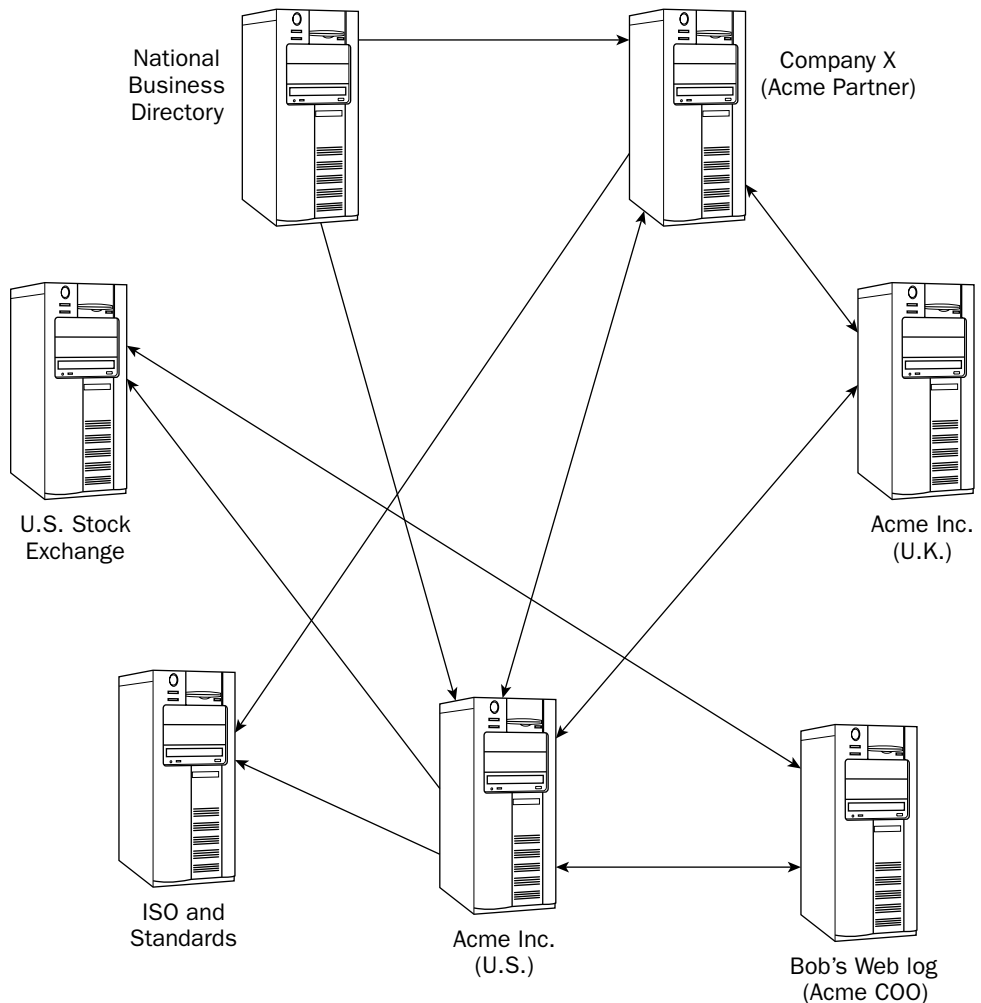 National
Business
Directory
Company X
(Acme Partner)
U.S. Stock
Exchange
Acme Inc.
(U.K.)
ISO and
Standards
Acme Inc.
(U.S.)
Bob's Web log
(Acme COO)